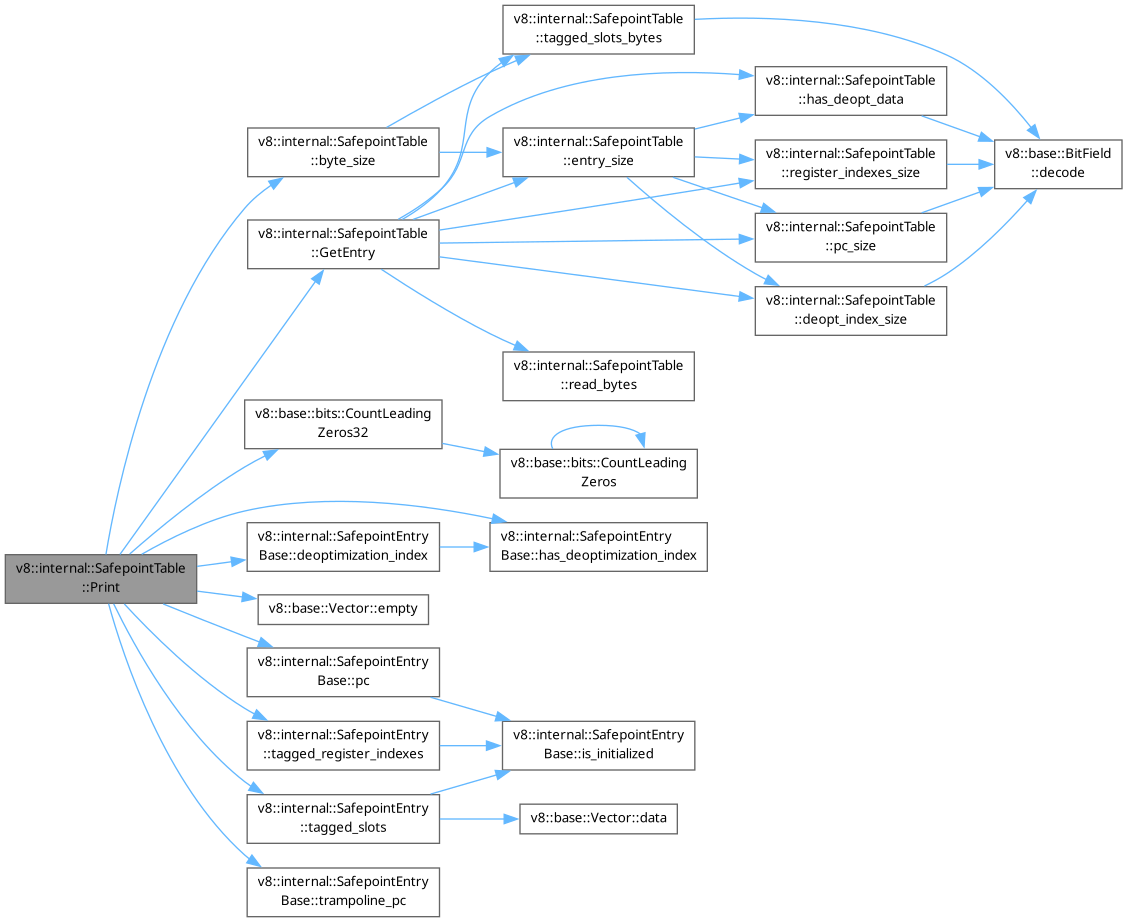 v8::internal::SafepointTable
::Print
v8::internal::SafepointTable
::byte_size
v8::internal::SafepointTable
::GetEntry
v8::base::bits::CountLeading
Zeros32
v8::internal::SafepointEntry
Base::deoptimization_index
v8::base::Vector::empty
v8::internal::SafepointEntry
Base::pc
v8::internal::SafepointEntry
::tagged_register_indexes
v8::internal::SafepointEntry
::tagged_slots
v8::internal::SafepointEntry
Base::trampoline_pc
v8::internal::SafepointTable
::tagged_slots_bytes
v8::internal::SafepointTable
::entry_size
v8::internal::SafepointTable
::read_bytes
v8::base::bits::CountLeading
Zeros
v8::internal::SafepointEntry
Base::has_deoptimization_index
v8::internal::SafepointEntry
Base::is_initialized
v8::base::Vector::data
v8::internal::SafepointTable
::has_deopt_data
v8::internal::SafepointTable
::register_indexes_size
v8::internal::SafepointTable
::pc_size
v8::internal::SafepointTable
::deopt_index_size
v8::base::BitField
::decode